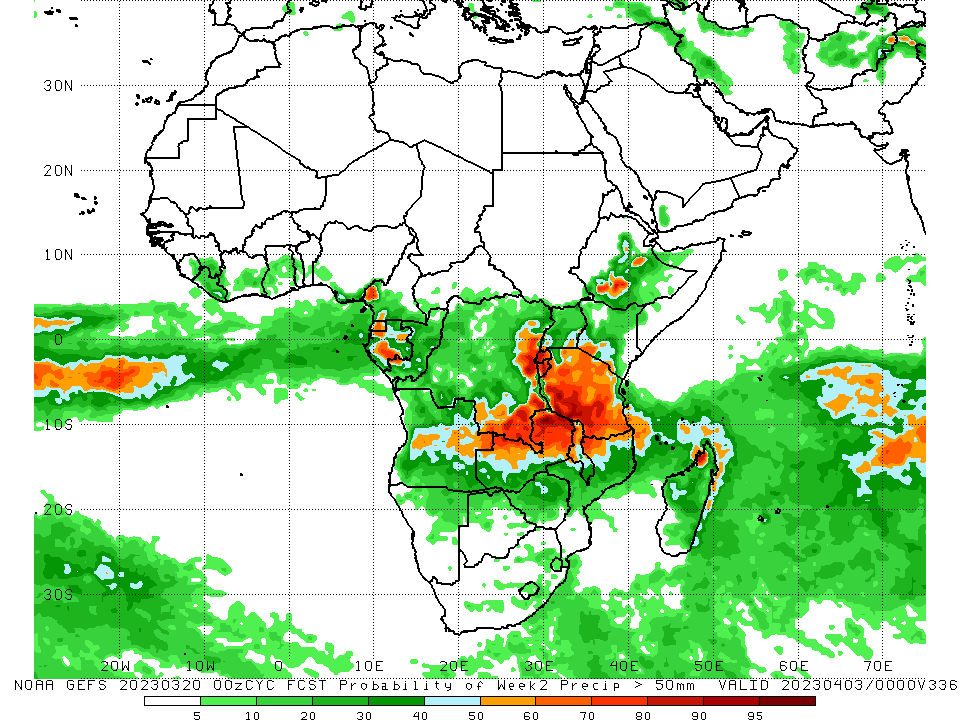 30N
20N
10N
0
10S
20S
30S
20W 10W 0 10E 20E 30E 40E 50E 60E 70E
NOAA GEFS 20230320 00zCYC FCST Probability of Week2 Precip > 50mm VALID 20230403/0000V336
5 10 20 30 40 50 60 70 80 90 95